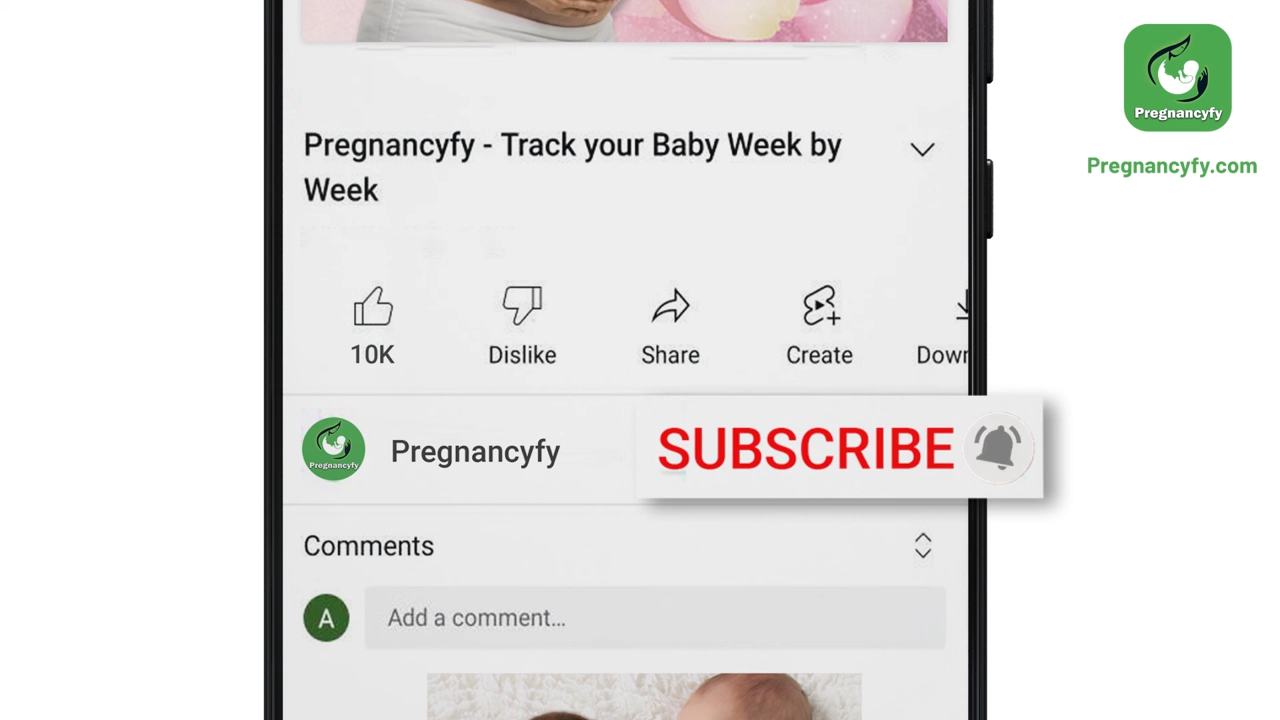 Pregnancyfy
Pregnancyfy.com
Pregnancyfy - Track your Baby Week by
Week
10K
Dislike
Share
Create
Down
Pregnancyfy
Pregnancyfy
SUBSCRIBE
Comments
A
Add a comment...